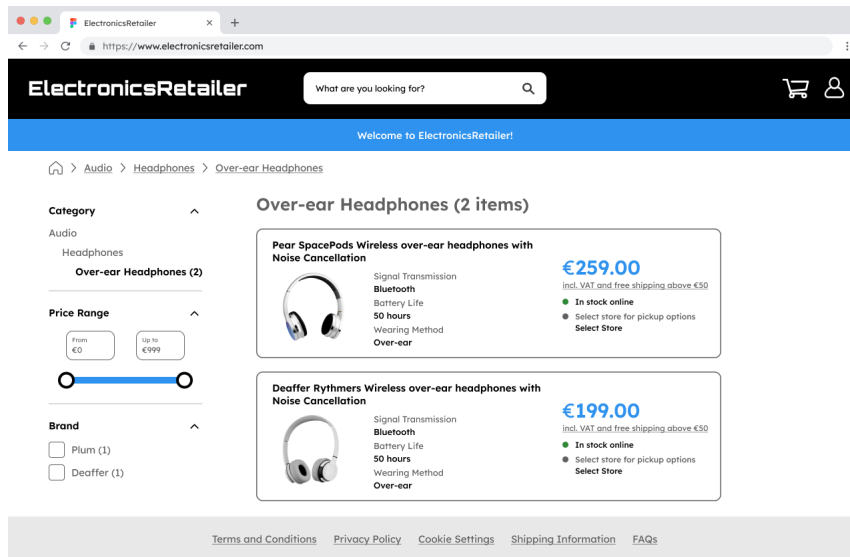 ElectronicsRetailer
https://www.electronicsretailer.com
ElectronicsRetailer
What are you looking for?
Welcome to ElectronicsRetailer!
Audio > Headphones > Over-ear Headphones
Category
Audio
Headphones
Over-ear Headphones (2)
Price Range
From
€0
Up to
€999
Brand
Plum (1)
Deaffer (1)
Over-ear Headphones (2 items)
Pear SpacePods Wireless over-ear headphones with
Noise Cancellation
Signal Transmission
Bluetooth
Battery Life
50 hours
Wearing Method
Over-ear
€259.00
incl. VAT and free shipping above €50
In stock online
Select store for pickup options
Select Store
Deaffer Rythmers Wireless over-ear headphones with
Noise Cancellation
Signal Transmission
Bluetooth
Battery Life
50 hours
Wearing Method
Over-ear
€199.00
incl. VAT and free shipping above €50
In stock online
Select store for pickup options
Select Store
Terms and Conditions Privacy Policy Cookie Settings Shipping Information FAQs